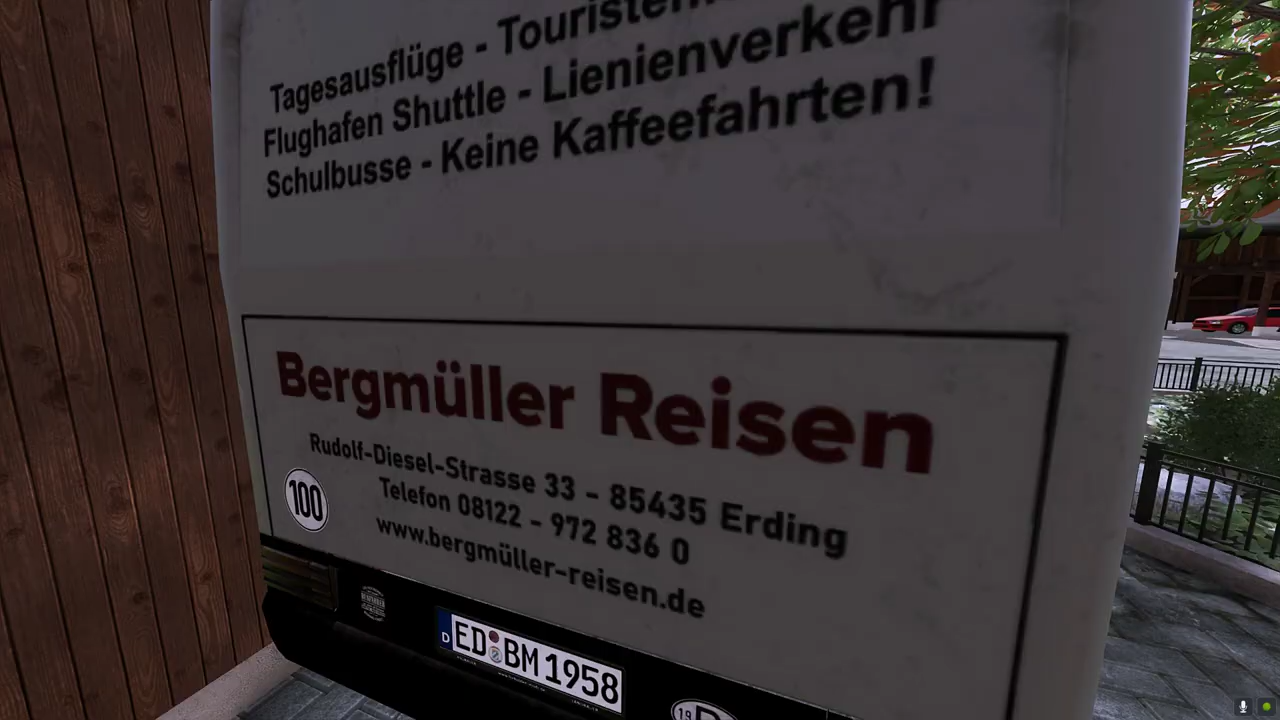 Tagesausflüge -
Flughafen Shuttle - Lienienverkehr
Schulbusse - Keine Kaffeefahrten!
Bergmüller Reisen
Rudolf-Diesel-Strasse 33 - 85435 Erding
100
Telefon 08122 - 972 836 0
www.bergmüller-reisen.de
D ED BM 1958